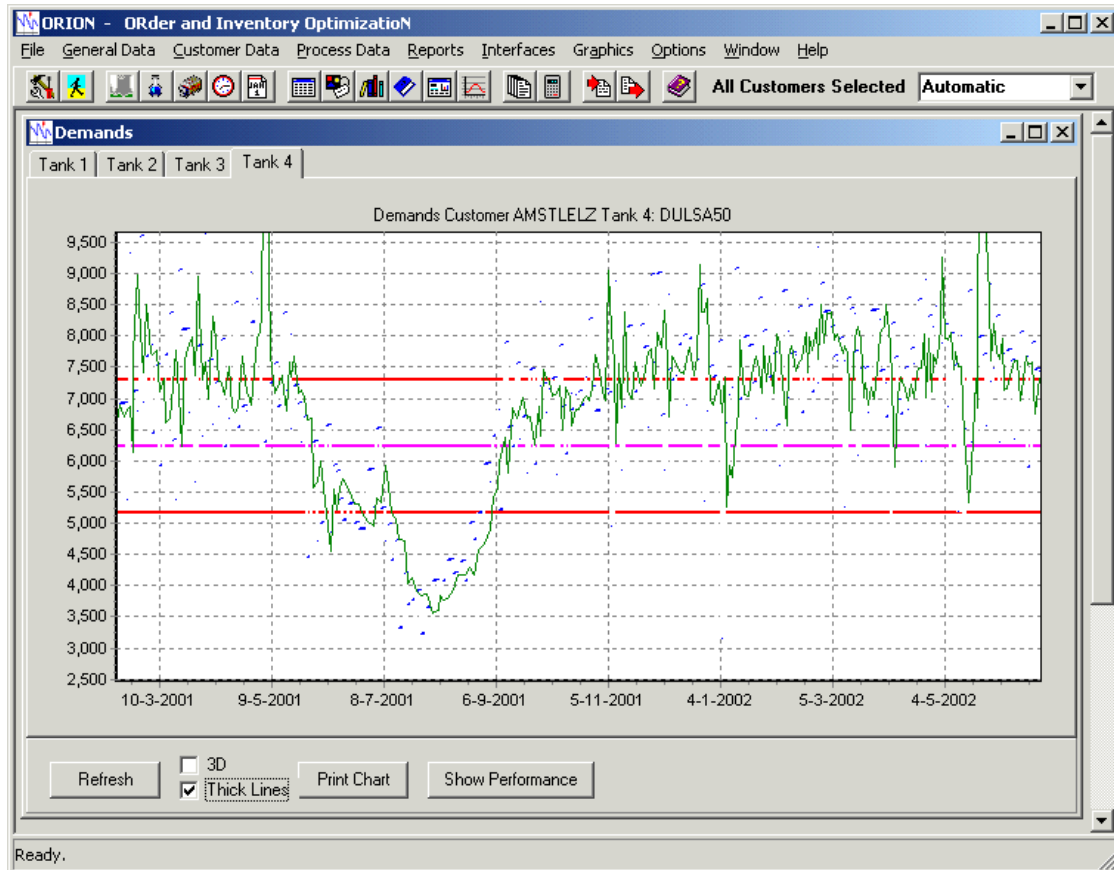 ORION - ORder and Inventory OptimizatioN
File General Data Customer Data Process Data Reports Interfaces Graphics Options Window Help
All Customers Selected Automatic
Demands
Tank 1 Tank 2 Tank 3 Tank 4
Demands Customer AMSTLELZ Tank 4: DULSA50
9,500
9,000
8,500
8,000
7,500
7,000
6,500
6,000
5,500
5,000
4,500
4,000
3,500
3,000
2,500
10-3-2001 9-5-2001 8-7-2001 6-9-2001 5-11-2001 4-1-2002 5-3-2002 4-5-2002
Refresh
3D
Thick Lines
Print Chart
Show Performance
Ready.